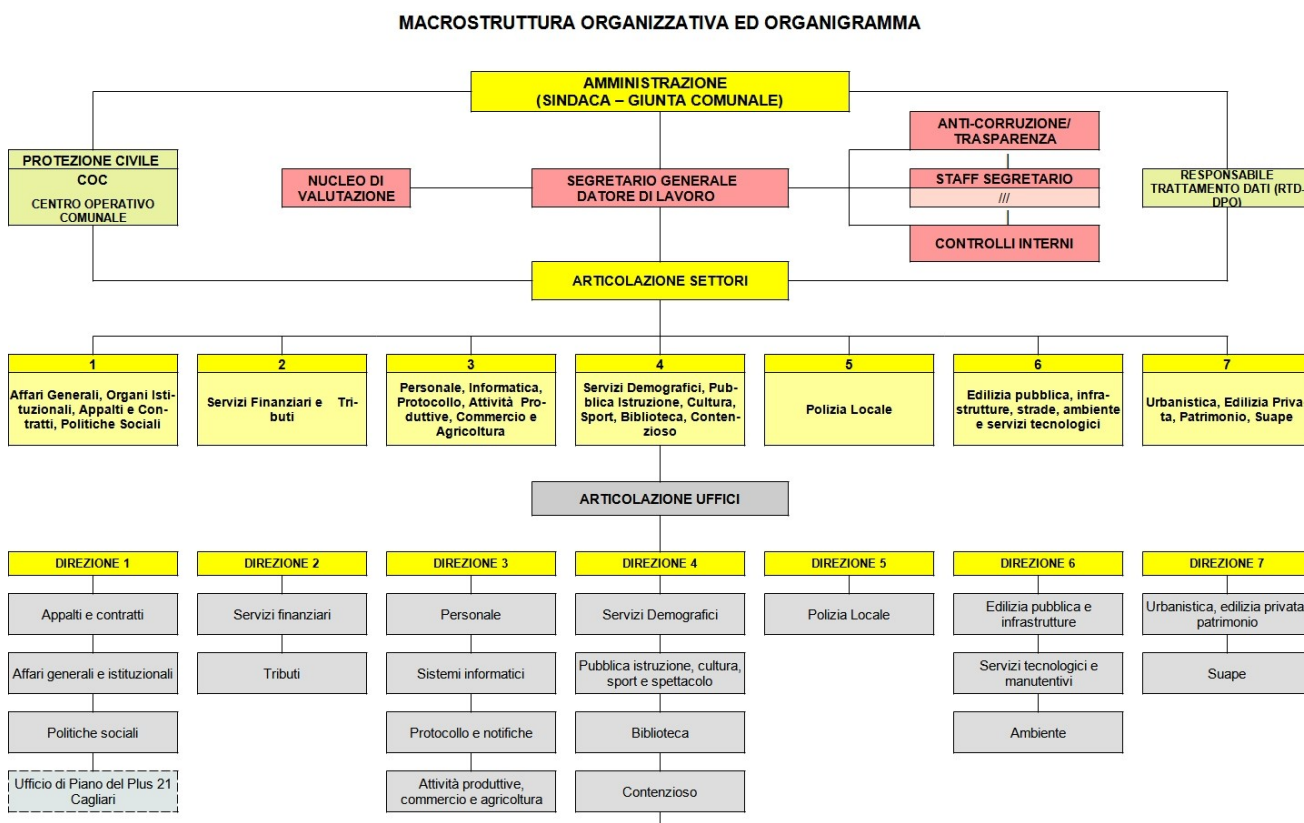 MACROSTRUTTURA ORGANIZZATIVA ED ORGANIGRAMMA
AMMINISTRAZIONE
(SINDACA – GIUNTA COMUNALE)
ANTI-CORRUZIONE/
TRASPARENZA
PROTEZIONE CIVILE
COC
CENTRO OPERATIVO
COMUNALE
NUCLEO DI
VALUTAZIONE
SEGRETARIO GENERALE
DATORE DI LAVORO
STAFF SEGRETARIO
///
RESPONSABILE
TRATTAMENTO DATI (RTD-
DPO)
CONTROLLI INTERNI
ARTICOLAZIONE SETTORI
1
Affari Generali, Organi Isti-
tuzionali, Appalti e Con-
tratti, Politiche Sociali
2
Servizi Finanziari e Tri-
buti
3
Personale, Informatica,
Protocollo, Attività Pro-
duttive, Commercio e
Agricoltura
4
Servizi Demografici, Pub-
blica Istruzione, Cultura,
Sport, Biblioteca, Conten-
zioso
5
Polizia Locale
6
Edilizia pubblica, infra-
strutture, strade, ambiente
e servizi tecnologici
7
Urbanistica, Edilizia Priva-
ta, Patrimonio, Suape
ARTICOLAZIONE UFFICI
DIREZIONE 1
Appalti e contratti
Affari generali e istituzionali
Politiche sociali
Ufficio di Piano del Plus 21
Cagliari
DIREZIONE 2
Servizi finanziari
Tributi
DIREZIONE 3
Personale
Sistemi informatici
Protocollo e notifiche
Attività produttive,
commercio e agricoltura
DIREZIONE 4
Servizi Demografici
Pubblica istruzione, cultura,
sport e spettacolo
Biblioteca
Contenzioso
DIREZIONE 5
Polizia Locale
DIREZIONE 6
Edilizia pubblica e
infrastrutture
Servizi tecnologici e
manutentivi
Ambiente
DIREZIONE 7
Urbanistica, edilizia privata
patrimonio
Suape